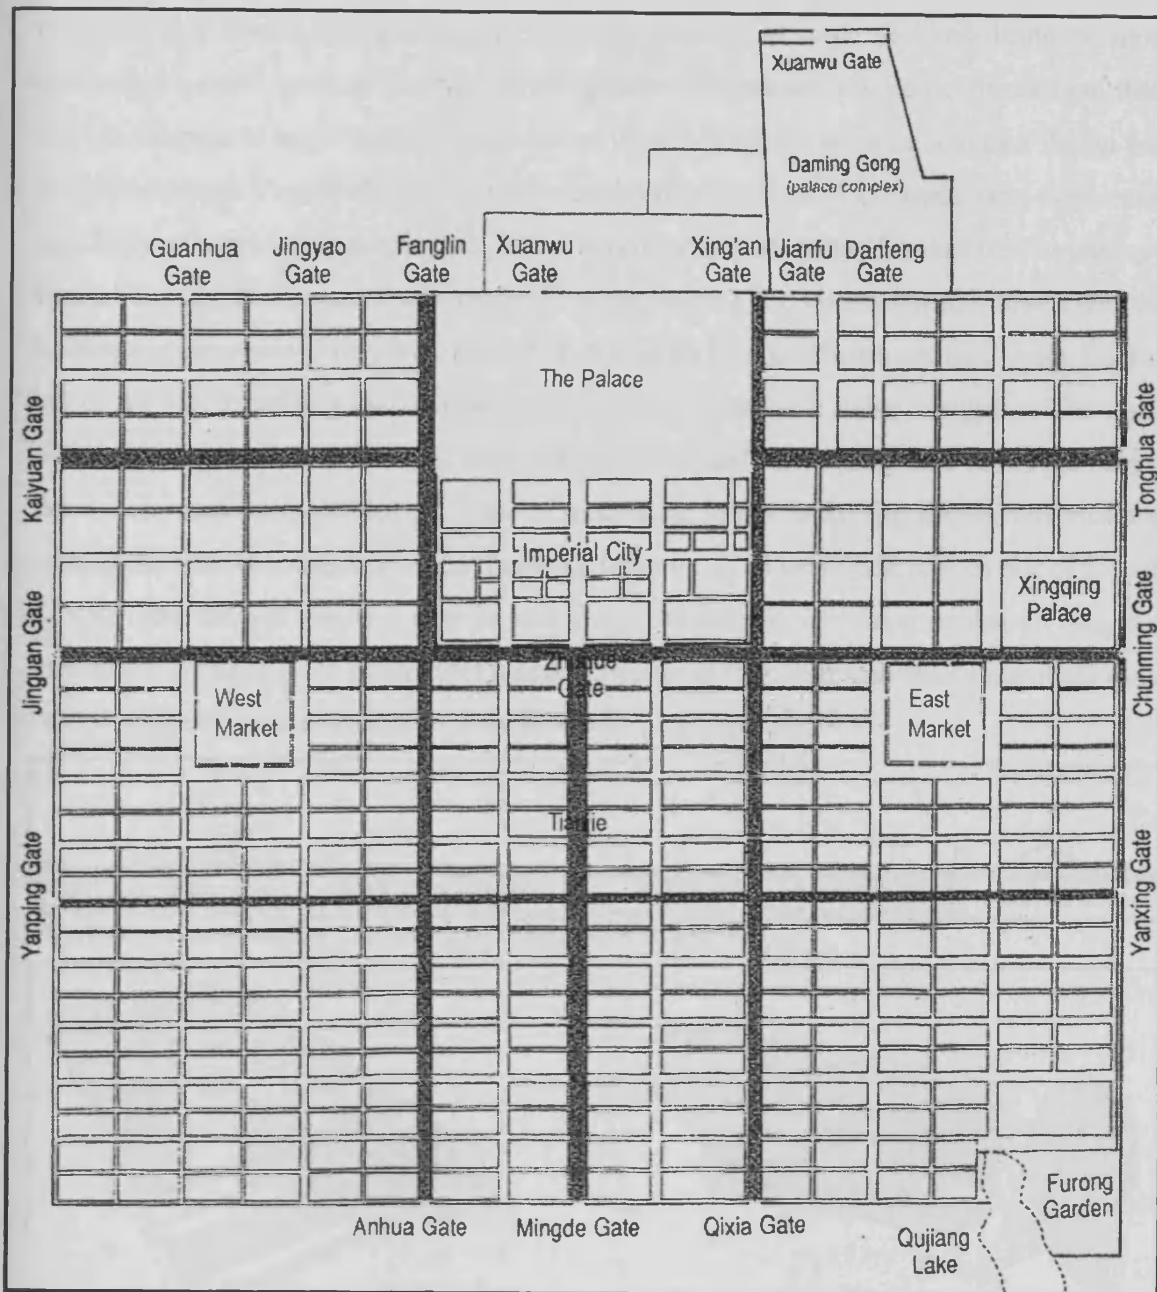 Xuanwu Gate
Daming Gong
(palace complex)
Guanhua
Gate
Jingyao
Gate
Fanglin
Gate
Xuanwu
Gate
Xing'an
Gate
Jianfu
Gate
Danfeng
Gate
The Palace
Kaiyuan Gate
Tonghua Gate
Imperial City
Xingqing
Palace
Jinguan Gate
Chunming Gate
Zhuque
Gate
West
Market
East
Market
Tianjie
Yanping Gate
Yanxing Gate
Anhua Gate
Mingde Gate
Qixia Gate
Furong
Garden
Qujiang
Lake